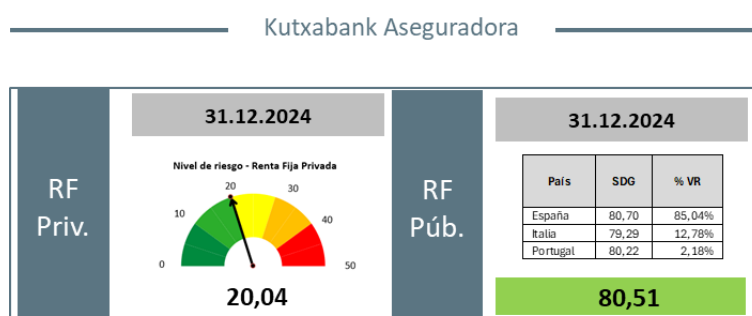 Kutxabank Aseguradora
RF
Priv.
31.12.2024
Nivel de riesgo - Renta Fija Privada
0
10
20
30
40
50
20,04
RF
Púb.
31.12.2024
País SDG % VR
España 80,70 85,04%
Italia 79,29 12,78%
Portugal 80,22 2,18%
80,51